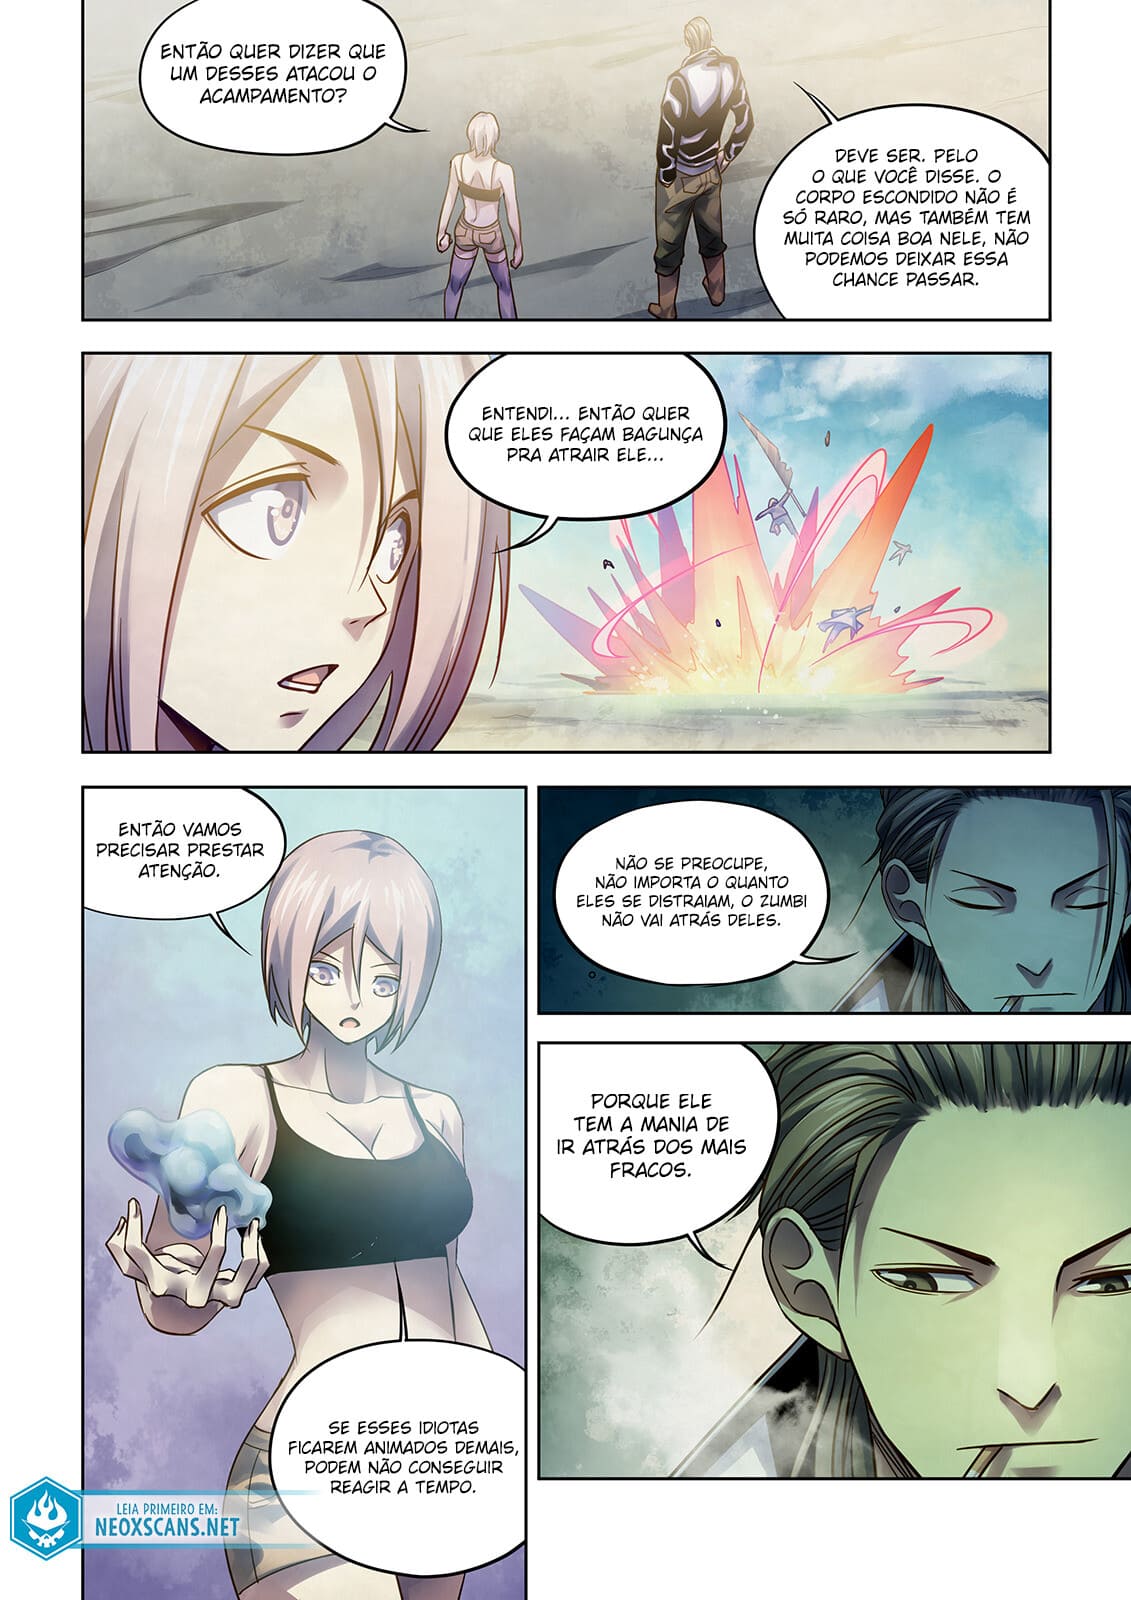 ENTÃO QUER DIZER QUE
UM DESSES ATACOU O
ACAMPAMENTO?
DEVE SER. PELO
O QUE VOCÊ DISSE. O
CORPO ESCONDIDO NÃO É
SÓ RARO, MAS TAMBÉM TEM
MUITA COISA BOA NELE, NÃO
PODEMOS DEIXAR ESSA
CHANCE PASSAR.
ENTENDI... ENTÃO QUER
QUE ELES FAÇAM BAGUNÇA
PRA ATRAIR ELE...
ENTÃO VAMOS
PRECISAR PRESTAR
ATENÇÃO.
SE ESSES IDIOTAS
FICAREM ANIMADOS DEMAIS,
PODEM NÃO CONSEGUIR
REAGIR A TEMPO.
NÃO SE PREOCUPE,
NÃO IMPORTA O QUANTO
ELES SE DISTRAIAM, O ZUMBI
NÃO VAI ATRÁS DELES.
PORQUE ELE
TEM A MANIA DE
IR ATRÁS DOS MAIS
FRACOS.
LEIA PRIMEIRO EM:
NEOXSCANS.NET